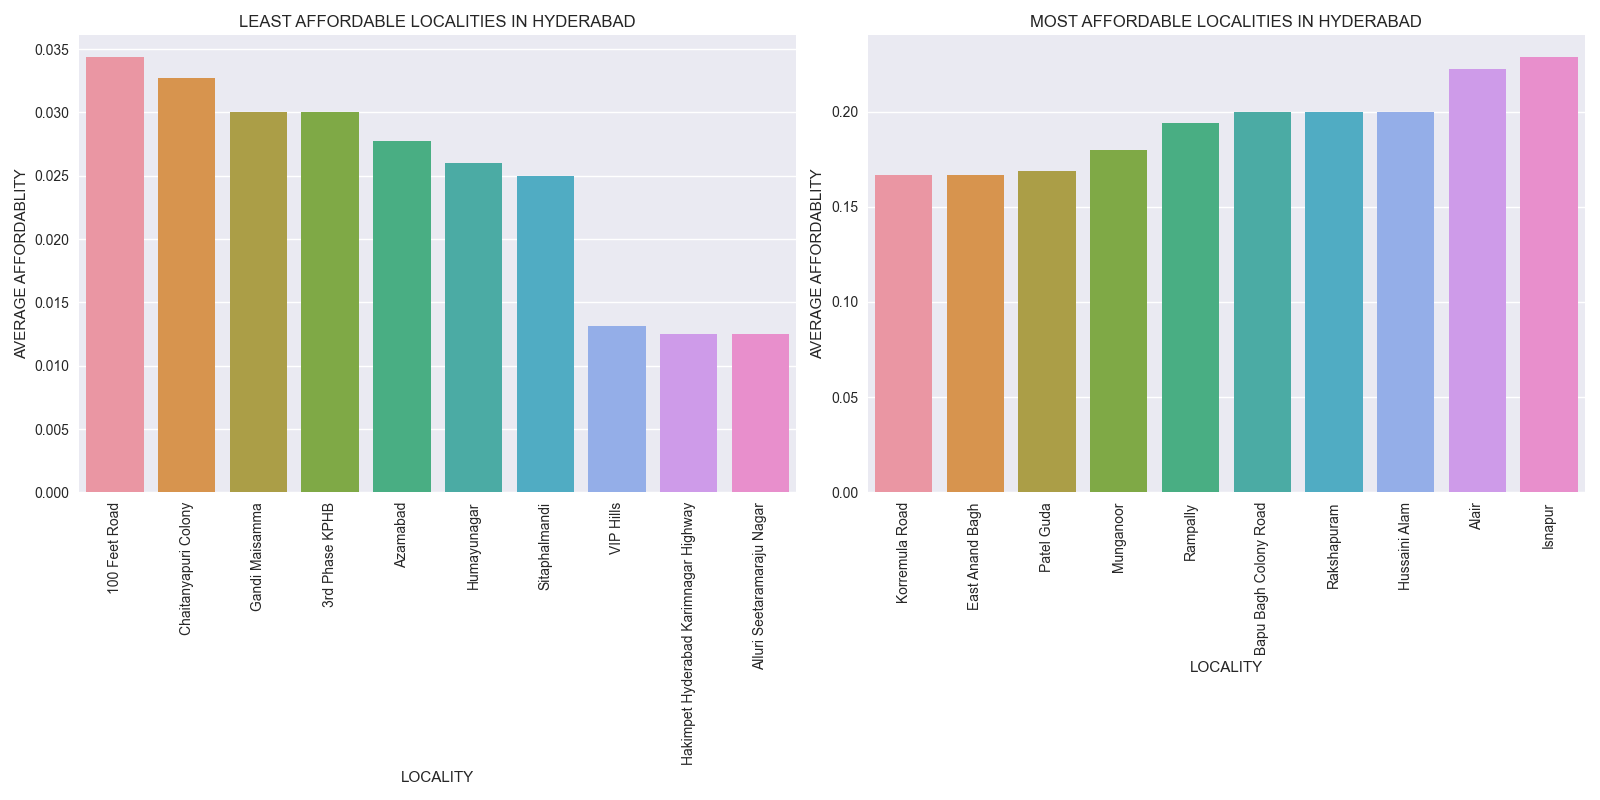 LEAST AFFORDABLE LOCALITIES IN HYDERABAD
AVERAGE AFFORDABLITY
0.035
0.030
0.025
0.020
0.015
0.010
0.005
0.000
100 Feet Road
Chaitanyapuri Colony
Gandi Maisamma
3rd Phase KPHB
Azamabad
Humayunagar
Sitaphalmandi
VIP Hills
Hakimpet Hyderabad Karimnagar Highway
Alluri Seetaramaraju Nagar
LOCALITY
MOST AFFORDABLE LOCALITIES IN HYDERABAD
AVERAGE AFFORDABLITY
0.20
0.15
0.10
0.05
0.00
Korremula Road
East Anand Bagh
Patel Guda
Munganoor
Rampally
Bapu Bagh Colony Road
Rakshapuram
Hussaini Alam
Alair
Isnapur
LOCALITY